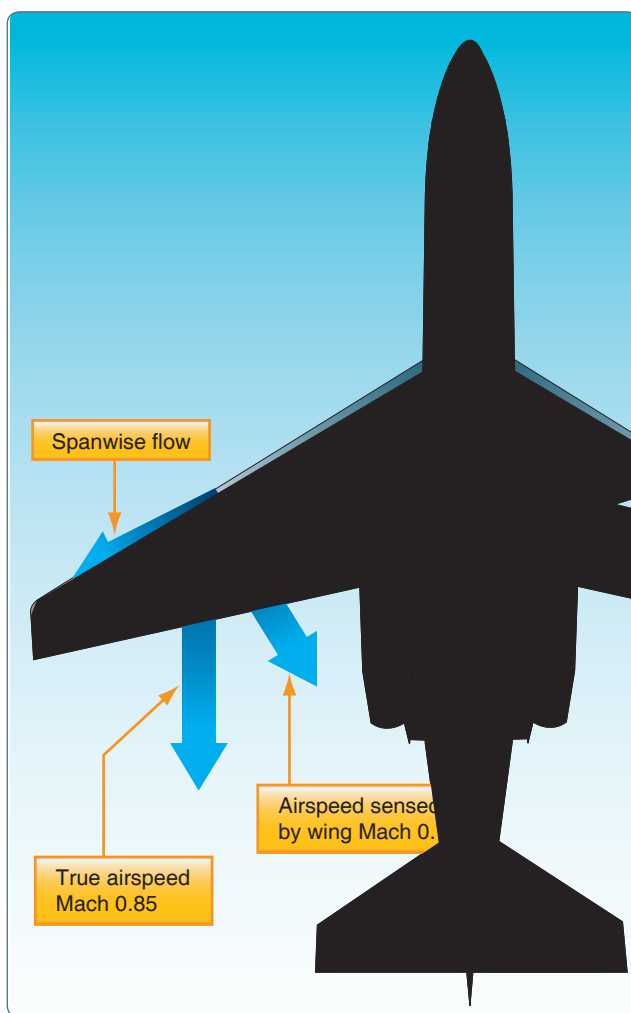 Spanwise flow
Airspeed sensed
by wing Mach 0.
True airspeed
Mach 0.85